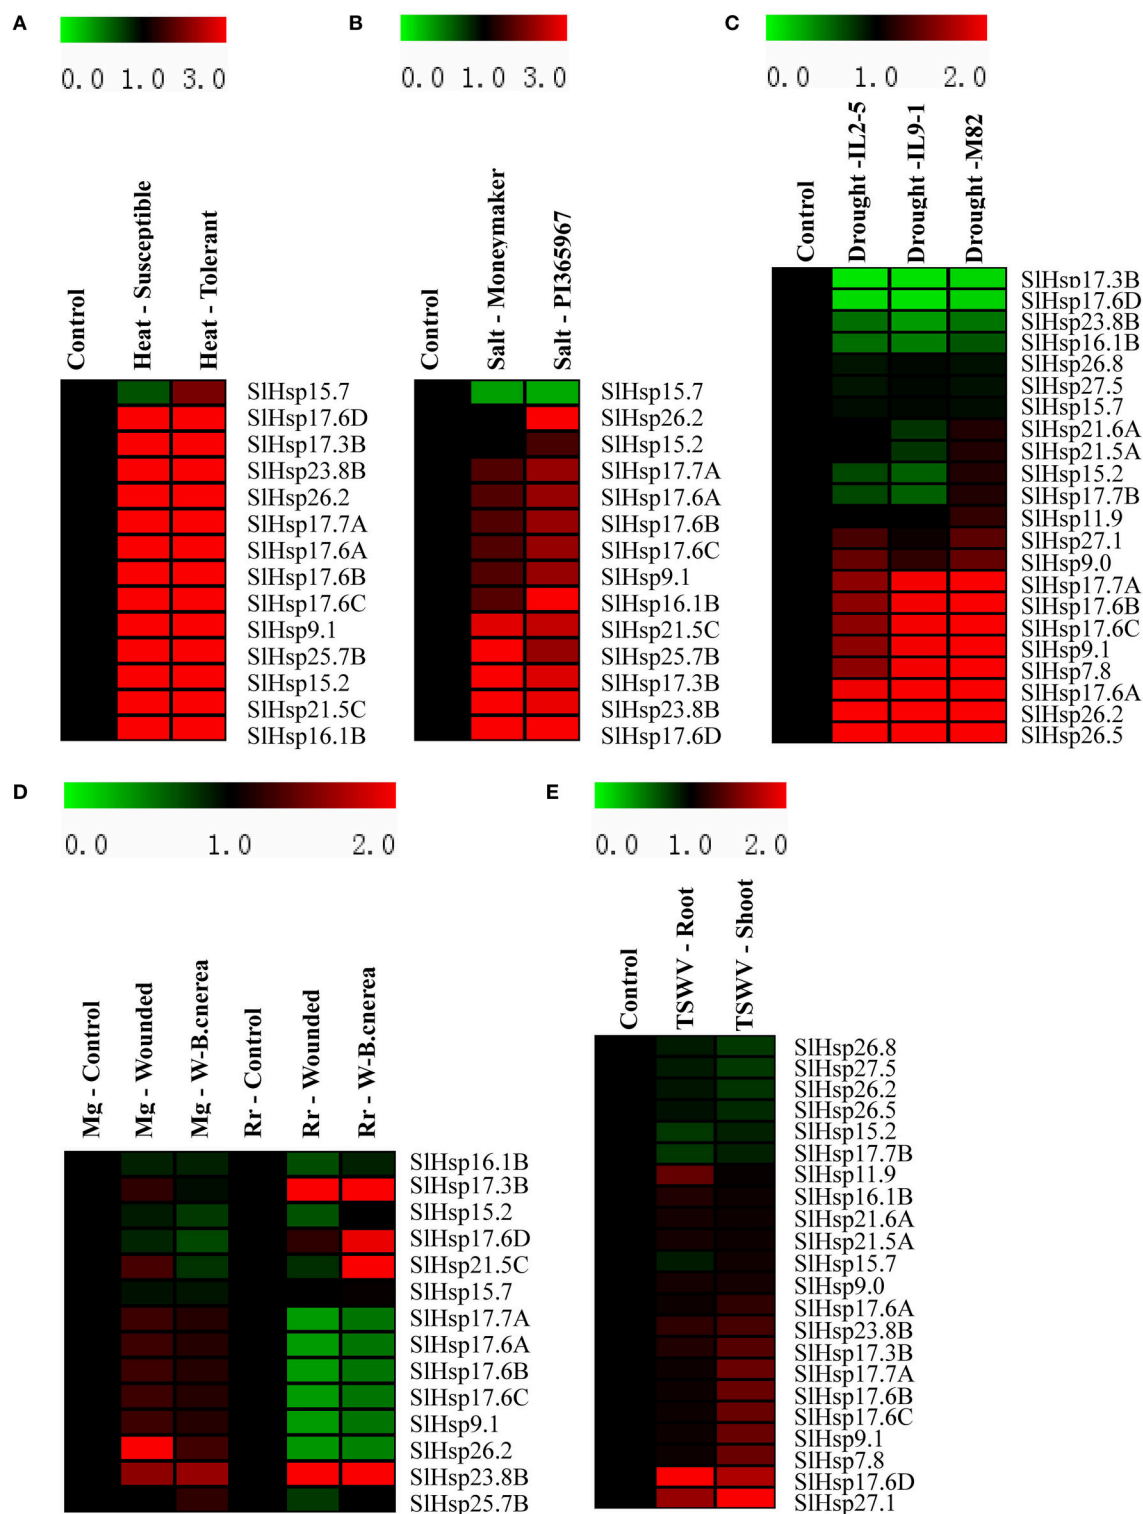 A
0.0 1.0 3.0
Control
Heat - Susceptible
Heat - Tolerant
SlHsp15.7
SlHsp17.6D
SlHsp17.3B
SlHsp23.8B
SlHsp26.2
SlHsp17.7A
SlHsp17.6A
SlHsp17.6B
SlHsp17.6C
SlHsp9.1
SlHsp25.7B
SlHsp15.2
SlHsp21.5C
SlHsp16.1B
B
0.0 1.0 3.0
Control
Salt - Moneymaker
Salt - PI365967
SlHsp15.7
SlHsp26.2
SlHsp15.2
SlHsp17.7A
SlHsp17.6A
SlHsp17.6B
SlHsp17.6C
SlHsp9.1
SlHsp16.1B
SlHsp21.5C
SlHsp25.7B
SlHsp17.3B
SlHsp23.8B
SlHsp17.6D
C
0.0 1.0 2.0
Control
Drought -IL2-5
Drought -IL9-1
Drought -M82
SlHsp17.3B
SlHsp17.6D
SlHsp23.8B
SlHsp16.1B
SlHsp26.8
SlHsp27.5
SlHsp15.7
SlHsp21.6A
SlHsp21.5A
SlHsp15.2
SlHsp17.7B
SlHsp11.9
SlHsp27.1
SlHsp9.0
SlHsp17.7A
SlHsp17.6B
SlHsp17.6C
SlHsp9.1
SlHsp7.8
SlHsp17.6A
SlHsp26.2
SlHsp26.5
D
0.0 1.0 2.0
Mg - Control
Mg - Wounded
Mg - W-B.cnerea
Rr - Control
Rr - Wounded
Rr - W-B.cnerea
SlHsp16.1B
SlHsp17.3B
SlHsp15.2
SlHsp17.6D
SlHsp21.5C
SlHsp15.7
SlHsp17.7A
SlHsp17.6A
SlHsp17.6B
SlHsp17.6C
SlHsp9.1
SlHsp26.2
SlHsp23.8B
SlHsp25.7B
E
0.0 1.0 2.0
Control
TSWV - Root
TSWV - Shoot
SlHsp26.8
SlHsp27.5
SlHsp26.2
SlHsp26.5
SlHsp15.2
SlHsp17.7B
SlHsp11.9
SlHsp16.1B
SlHsp21.6A
SlHsp21.5A
SlHsp15.7
SlHsp9.0
SlHsp17.6A
SlHsp23.8B
SlHsp17.3B
SlHsp17.7A
SlHsp17.6B
SlHsp17.6C
SlHsp9.1
SlHsp7.8
SlHsp17.6D
SlHsp27.1